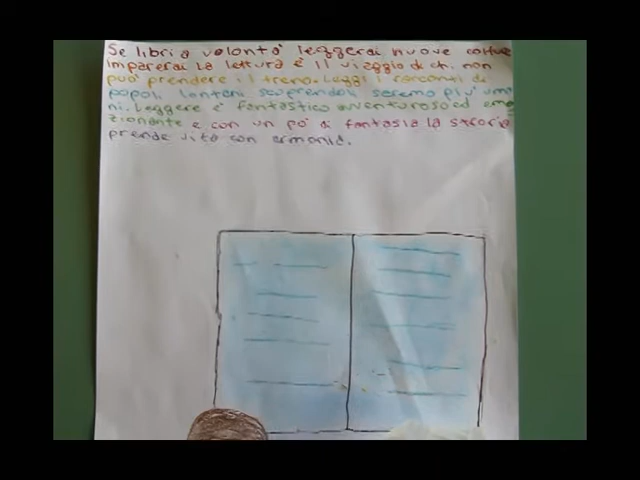 Se libri a volontà leggerai nuove culture
imparerai La lettura è il viaggio di chi non
può prendere il treno. Leggi racconti di
popoli lontani scoprendoli saremo più uma
ni. Leggere è fantastico avventuroso ed emo
zionante e con un pò di fantasia la storia
prende vita con armonia.